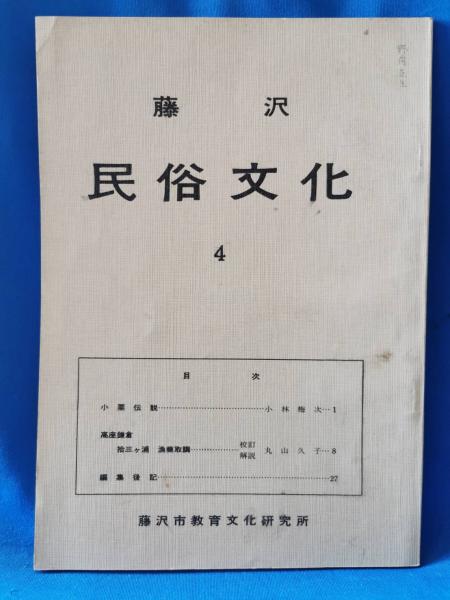 藤沢
民俗文化
4
目次
小栗伝説……………………小林梅次…1
高座鎌倉
拾三ヶ浦 漁業取調……………校訂 解説 丸山久子…8
編集後記……………………………27
藤沢市教育文化研究所